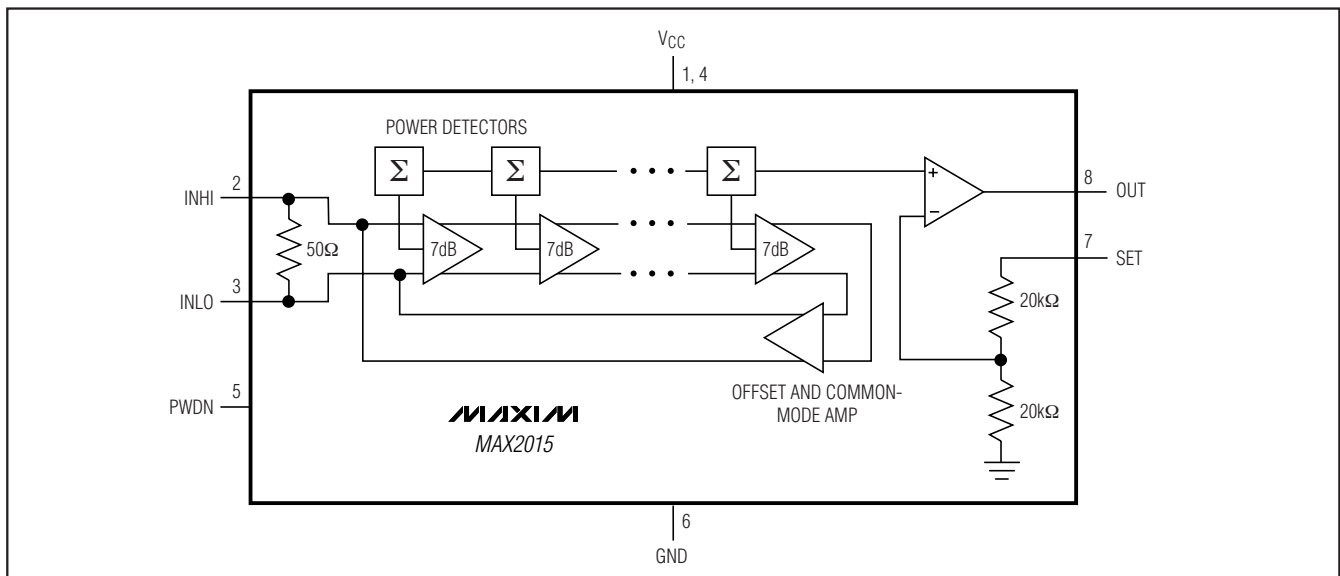 VCC
1, 4
POWER DETECTORS
Σ
Σ
Σ
INHI
2
50Ω
7dB
7dB
7dB
+
−
8
OUT
7
SET
20kΩ
INLO
3
OFFSET AND COMMON-
MODE AMP
20kΩ
PWDN
5
MAXIM
MAX2015
6
GND